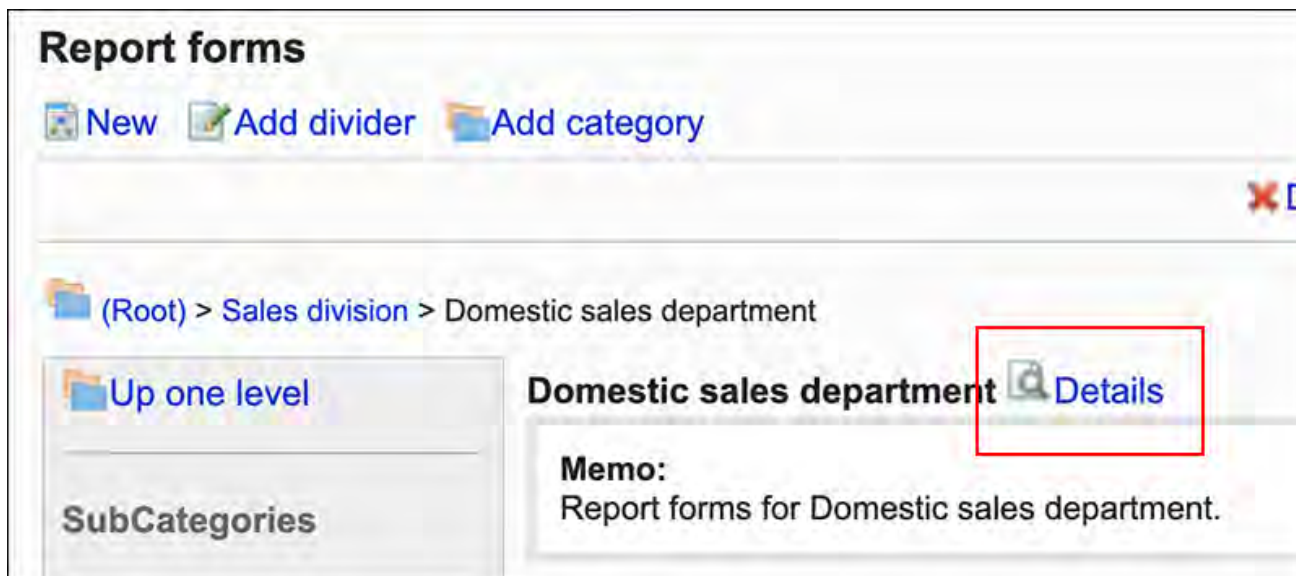 Report forms
New Add divider Add category
(Root) > Sales division > Domestic sales department
Up one level
Domestic sales department Details
Memo:
Report forms for Domestic sales department.
SubCategories